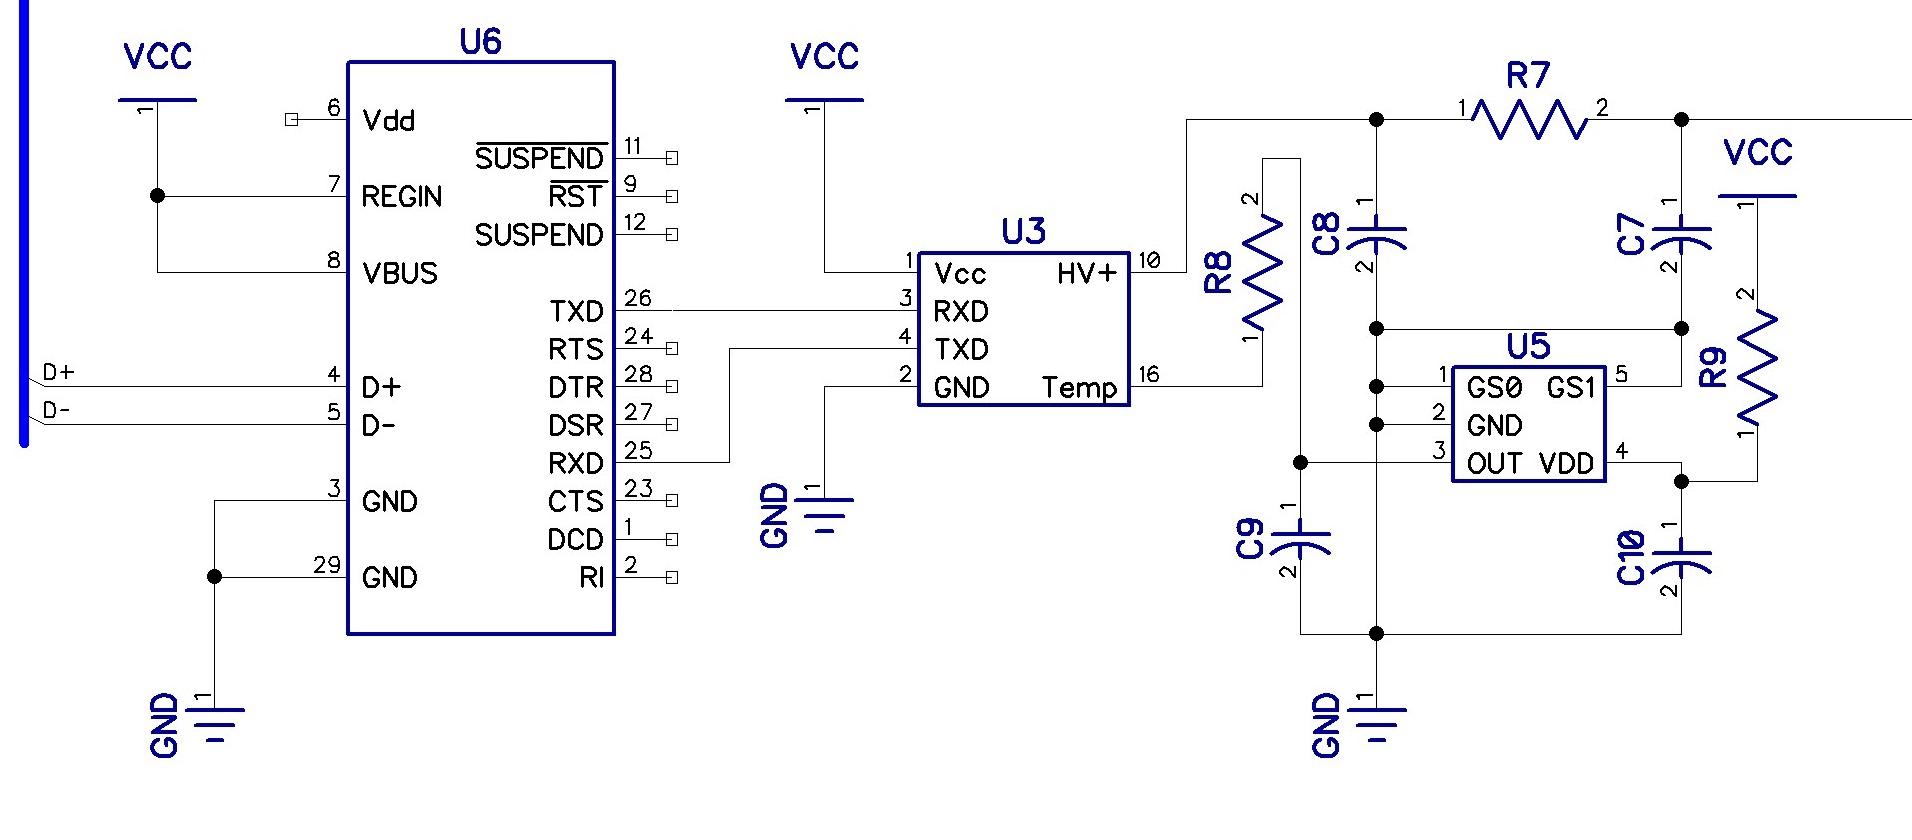 VCC
1
U6
6 Vdd
7 REGIN
8 VBUS
D+ 4 D+
D- 5 D-
3 GND
29 GND
GND 1
SUSPEND 11
RST 9
SUSPEND 12
TXD 26
RTS 24
DTR 28
DSR 27
RXD 25
CTS 23
DCD 1
RI 2
VCC
1
U3
1 Vcc HV+ 10
3 RXD
4 TXD
2 GND Temp 16
GND 1
R8 2 1
R7
1 2
C8 1 2
C7 1 2
VCC
1
R9 2 1
U5
1 GS0 GS1 5
2 GND
3 OUT VDD 4
C9 1 2
C10 1 2
GND 1